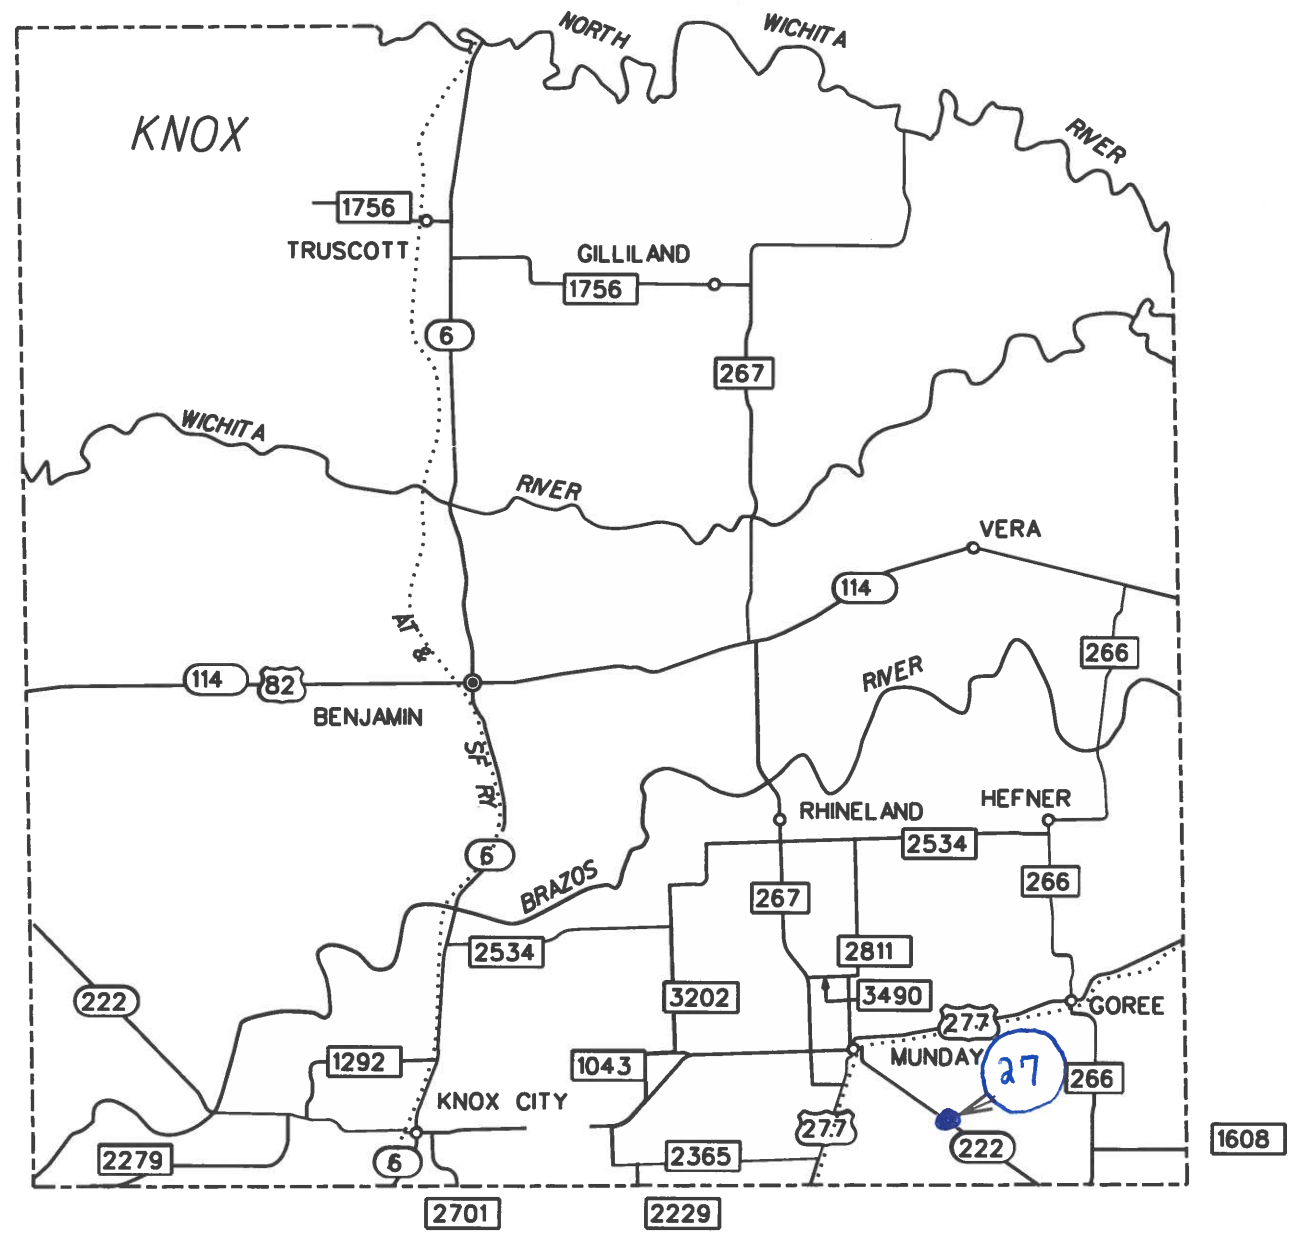 NORTH
WICHITA
RIVER
KNOX
1756
TRUSCOTT
GILLILAND
1756
6
267
WICHITA
RIVER
VERA
114
AT &
266
114
82
RIVER
BENJAMIN
SF RY
HEFNER
RHINELAND
2534
6
BRAZOS
266
267
2534
2811
222
3202
3490
GOREE
277
1292
1043
MUNDAY
27
266
KNOX CITY
277
2279
6
2365
222
1608
2701
2229